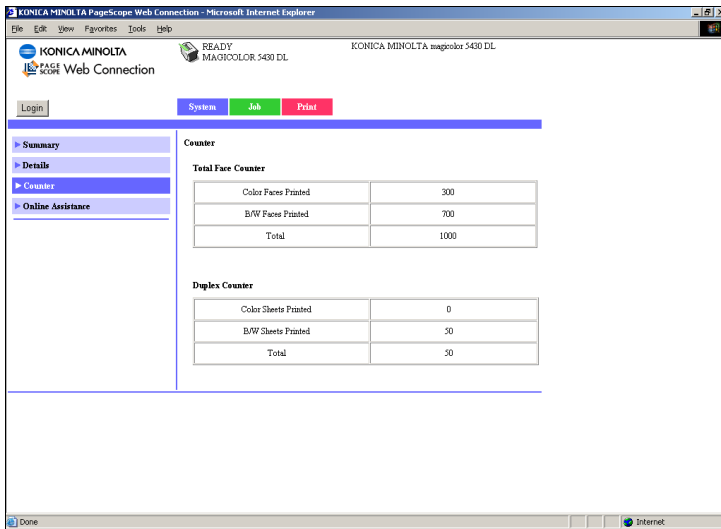 KONICA MINOLTA PageScope Web Connection - Microsoft Internet Explorer
File Edit View Favorites Tools Help
KONICA MINOLTA
PAGE SCOPE Web Connection
READY
MAGICOLOR 5430 DL
KONICA MINOLTA magicolor 5430 DL
Login
System Job Print
Summary
Details
Counter
Online Assistance
Counter
Total Face Counter
Color Faces Printed 300
B/W Faces Printed 700
Total 1000
Duplex Counter
Color Sheets Printed 0
B/W Sheets Printed 50
Total 50
Done
Internet